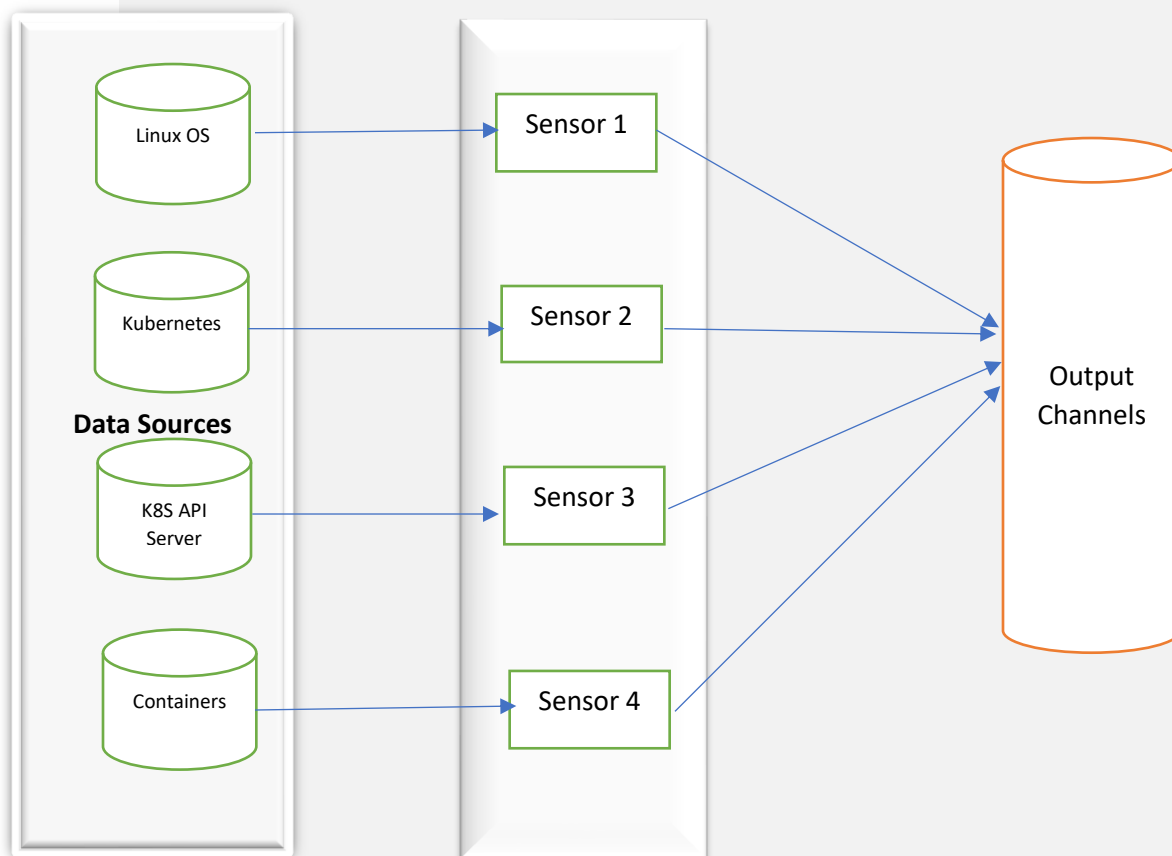 Linux OS
Kubernetes
Data Sources
K8S API
Server
Containers
Sensor 1
Sensor 2
Sensor 3
Sensor 4
Output
Channels